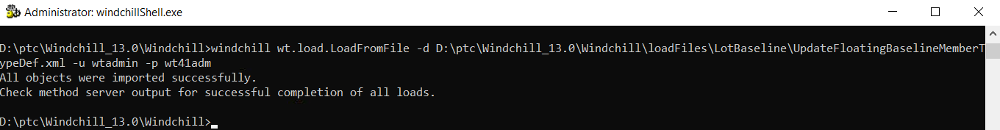 Administrator: windchillShell.exe
D:\ptc\Windchill_13.0\Windchill>windchill wt.load.LoadFromFile -d D:\ptc\Windchill_13.0\Windchill\loadFiles\LotBaseline\UpdateFloatingBaselineMemberT
ypeDef.xml -u wtadmin -p wt41adm
All objects were imported successfully.
Check method server output for successful completion of all loads.
D:\ptc\Windchill_13.0\Windchill>